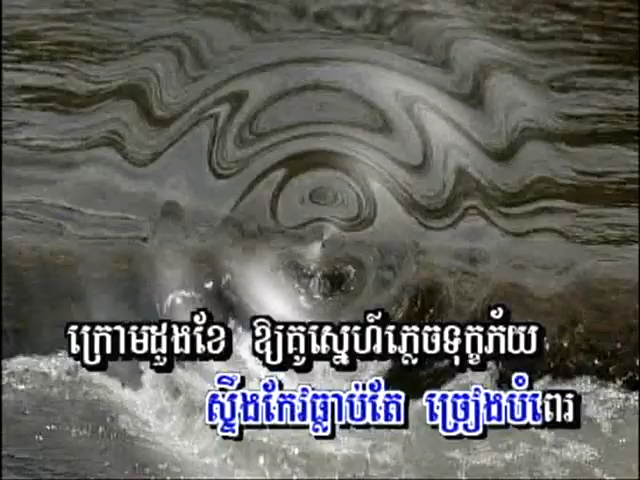 ក្រោមដួងខែ ឱ្យគូស្នេហ៍ភ្លេចទុក្ខភ័យ
ស្ទឹងកែវធ្លាប់តែ ច្រៀងបំពេរ